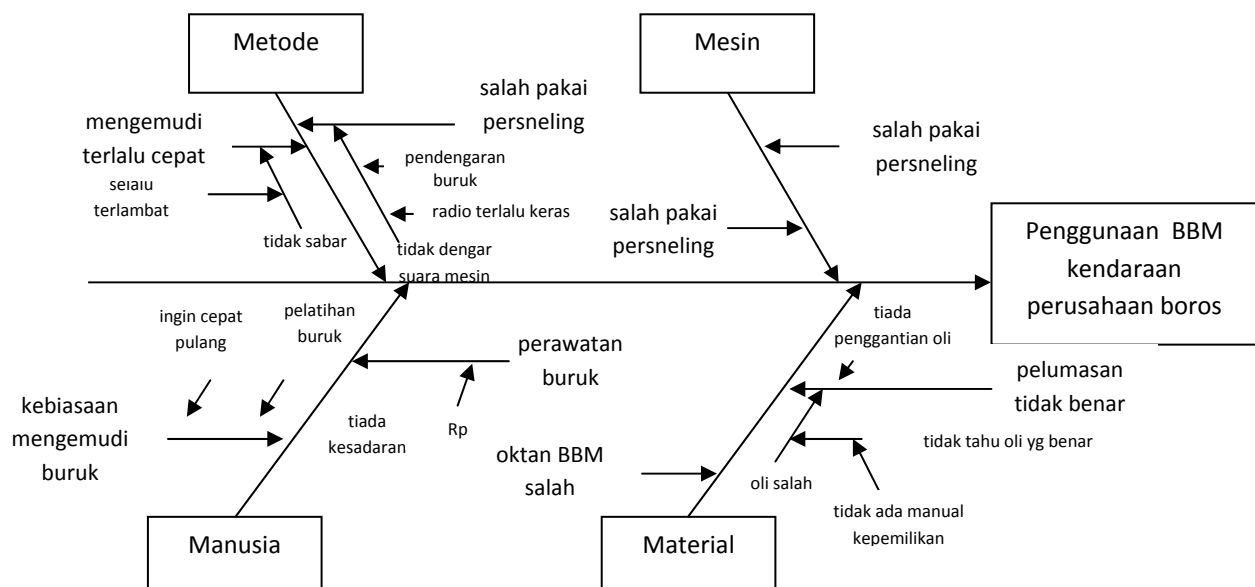 Metode
Mesin
salah pakai
persneling
mengemudi
terlalu cepat
selalu
terlambat
pendengaran
buruk
radio terlalu keras
tidak sabar
tidak dengar
suara mesin
salah pakai
persneling
salah pakai
persneling
Penggunaan BBM
kendaraan
perusahaan boros
ingin cepat
pulang
pelatihan
buruk
perawatan
buruk
kebiasaan
mengemudi
buruk
tiada
kesadaran
Rp
tiada
penggantian oli
pelumasan
tidak benar
oktan BBM
salah
oli salah
tidak tahu oli yg benar
tidak ada manual
kepemilikan
Manusia
Material